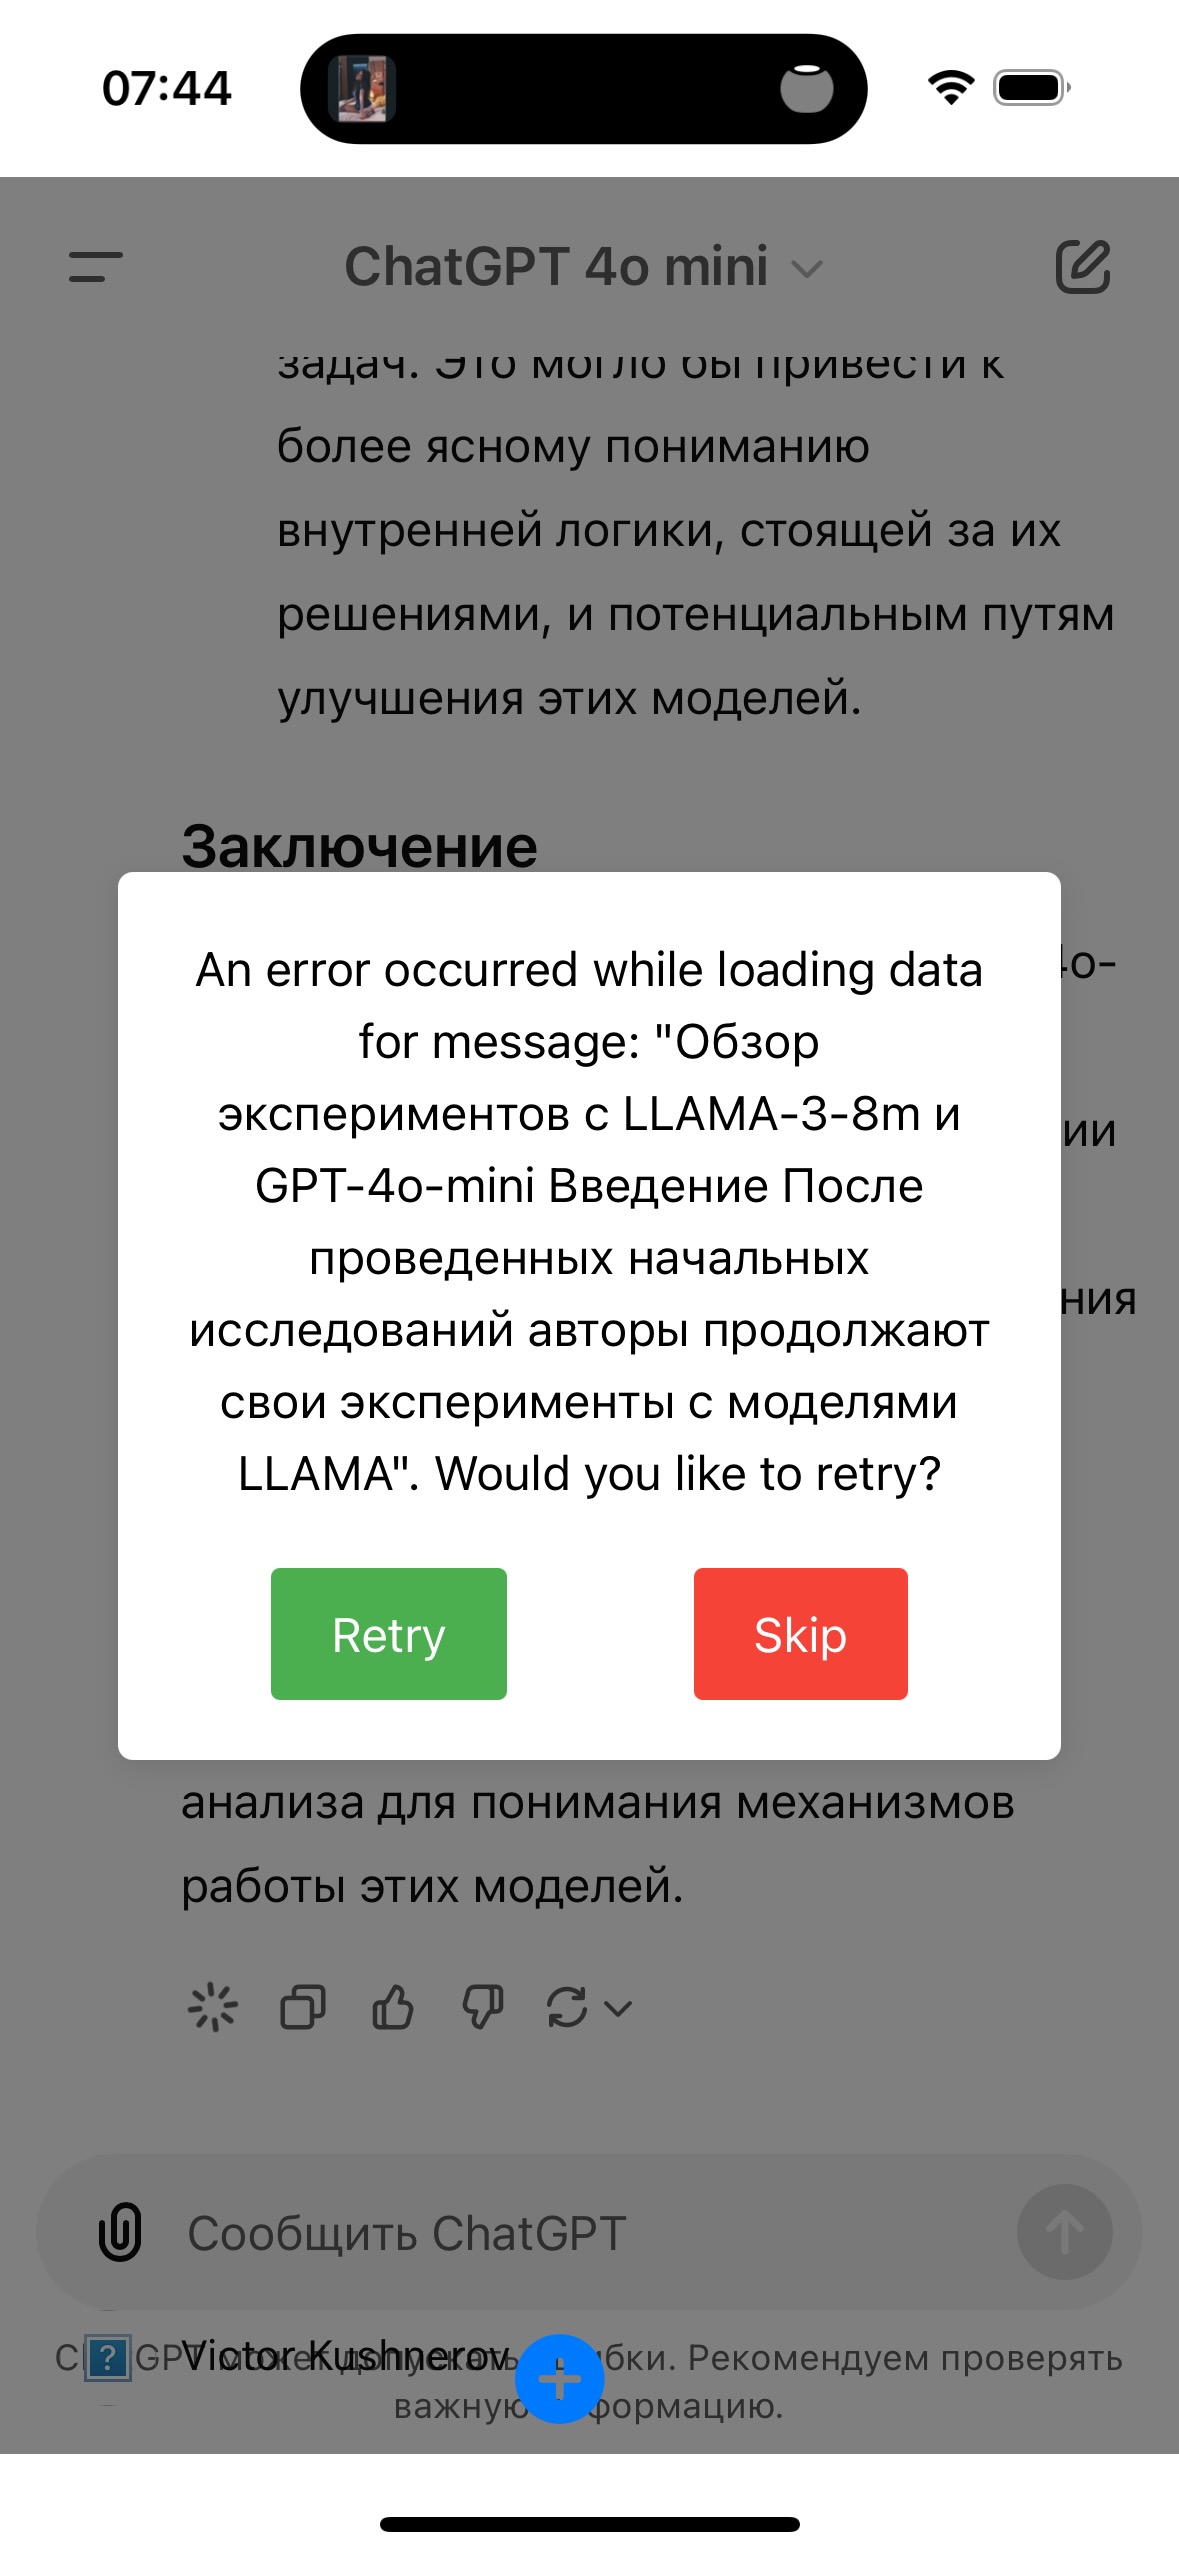 07:44
ChatGPT 4o mini
задач. Это могло бы привести к
более ясному пониманию
внутренней логики, стоящей за их
решениями, и потенциальным путям
улучшения этих моделей.
Заключение
4o-
ии
ния
An error occurred while loading data
for message: "Обзор
экспериментов с LLAMA-3-8m и
GPT-4o-mini Введение После
проведенных начальных
исследований авторы продолжают
свои эксперименты с моделями
LLAMA". Would you like to retry?
Retry
Skip
анализа для понимания механизмов
работы этих моделей.
Сообщить ChatGPT
Victor Kushnerov
GPT может допускать бки. Рекомендуем проверять
важную формацию.